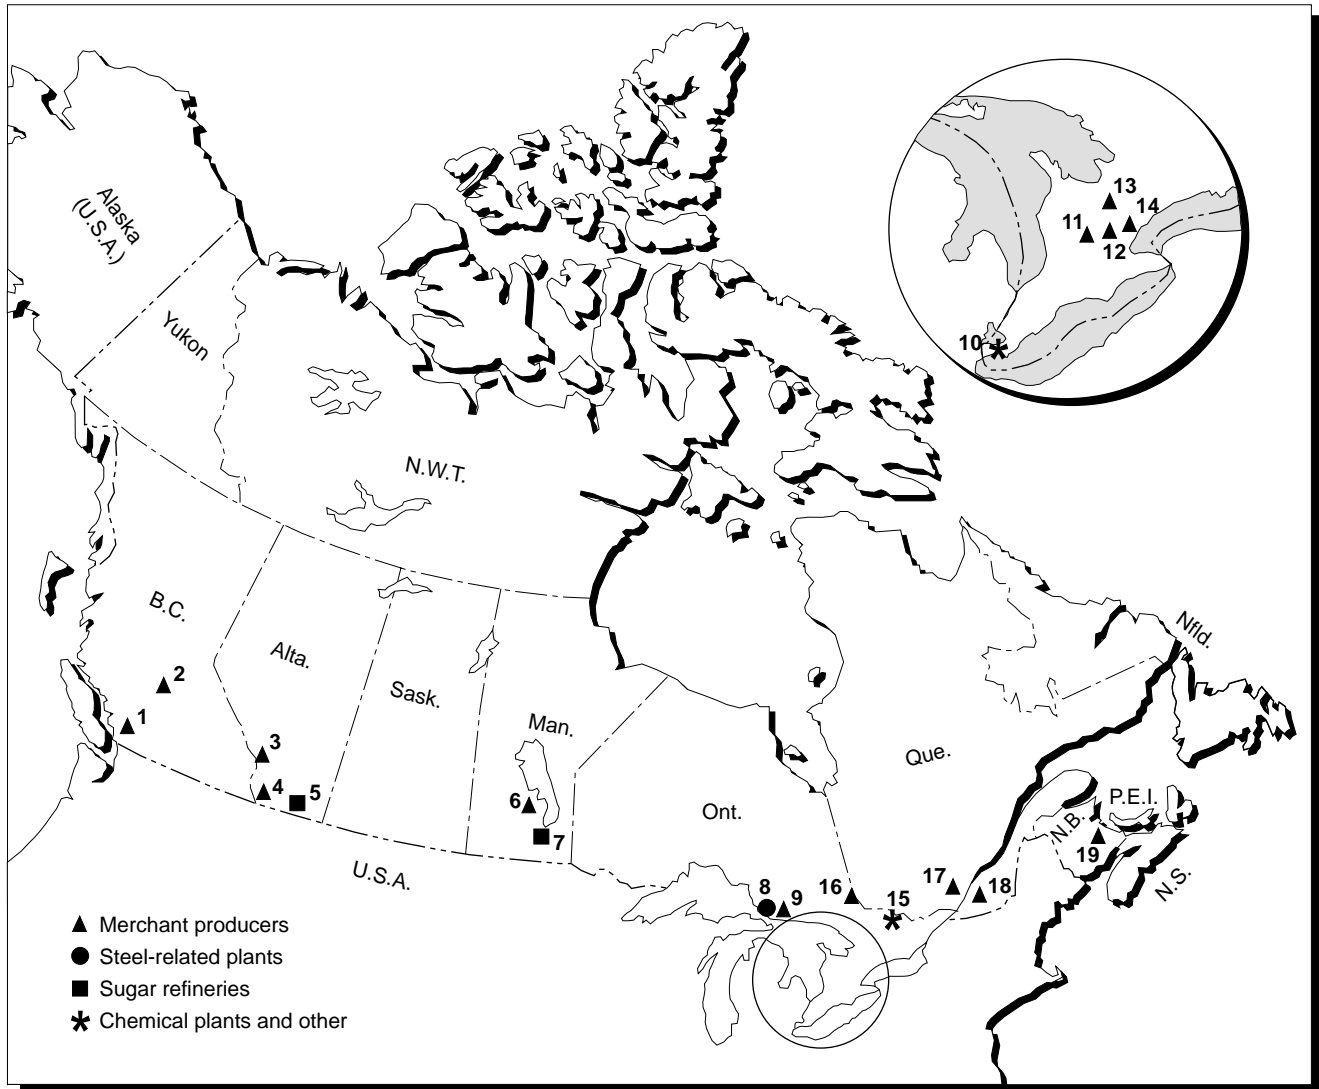 Alaska
(U.S.A.)
Yukon
N.W.T.
B.C.
Alta.
Sask.
Man.
Ont.
Que.
Nfld.
P.E.I.
N.B.
N.S.
U.S.A.
1
2
3
4
5
6
7
8
9
16
15
17
18
19
13
14
11
12
10
Merchant producers
Steel-related plants
Sugar refineries
Chemical plants and other